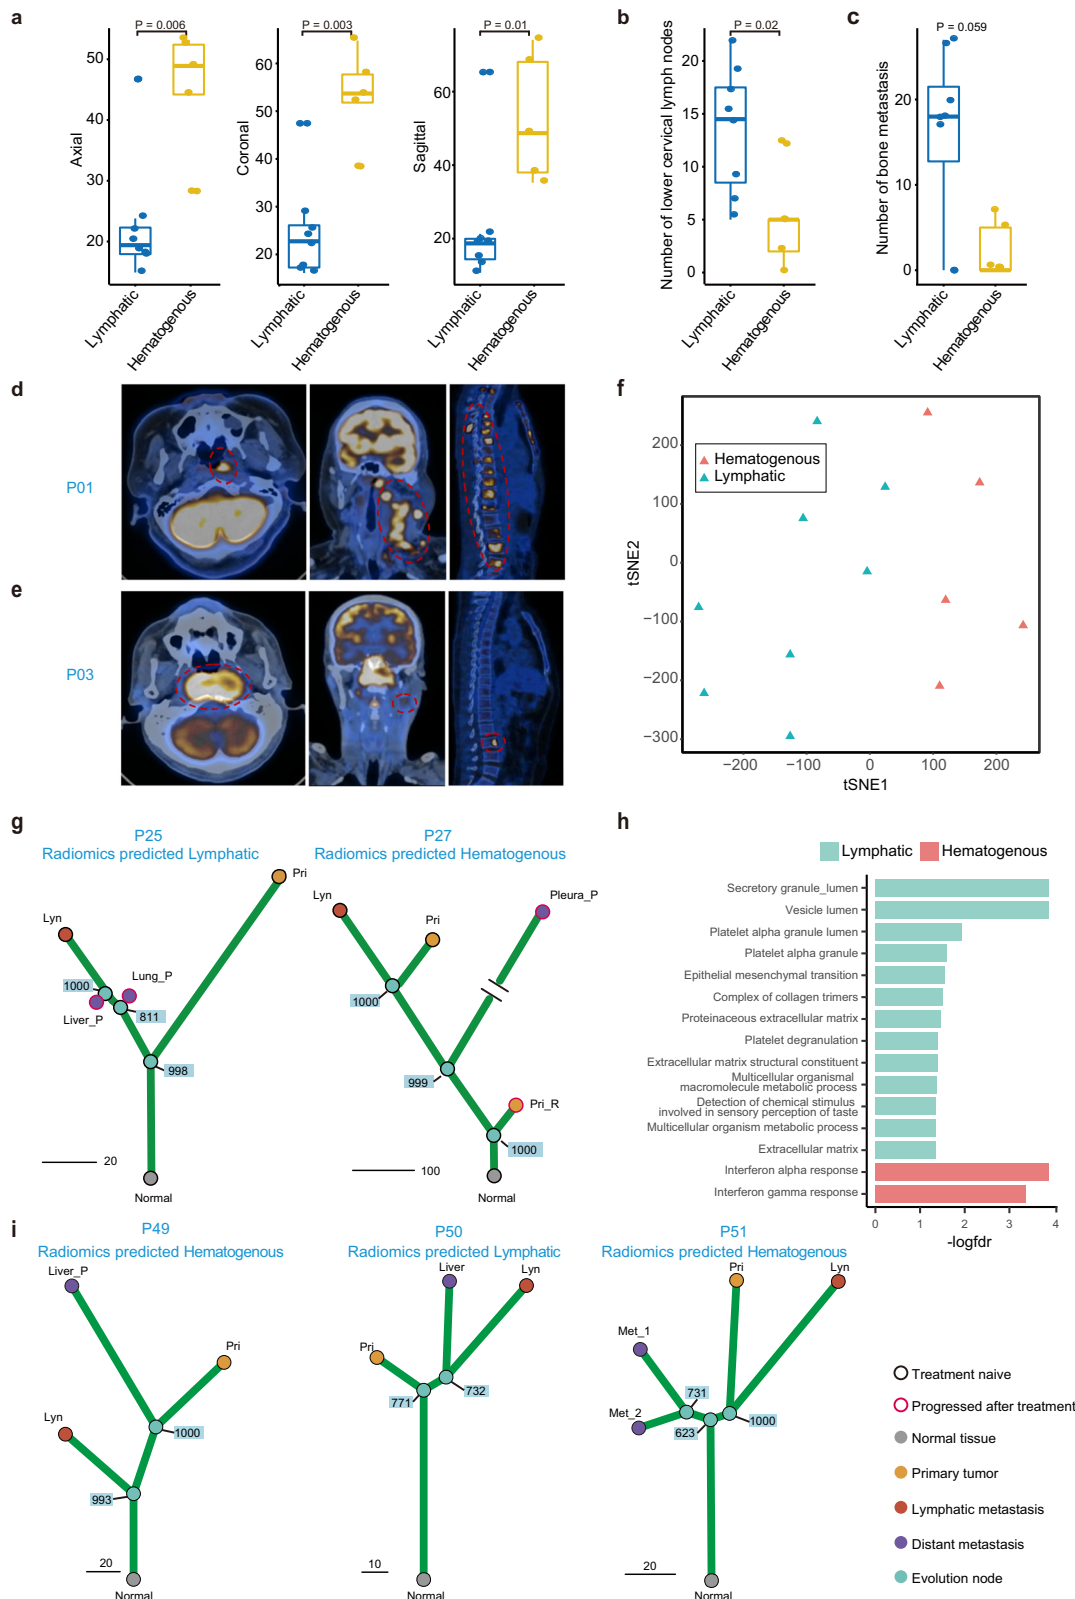 a
P = 0.006
P = 0.003
P = 0.01
Axial
50
40
30
20
Lymphatic
Hematogenous
Coronal
60
50
40
30
20
Lymphatic
Hematogenous
Sagittal
60
40
20
Lymphatic
Hematogenous
b
P = 0.02
Number of lower cervical lymph nodes
20
15
10
5
0
Lymphatic
Hematogenous
c
P = 0.059
Number of bone metastasis
20
10
0
Lymphatic
Hematogenous
d
P01
e
P03
f
Hematogenous
Lymphatic
tSNE2
200
100
0
−100
−200
−300
−200
−100
0
100
200
tSNE1
g
P25
Radiomics predicted Lymphatic
Pri
Lyn
Lung_P
1000
Liver_P
811
998
20
Normal
P27
Radiomics predicted Hematogenous
Lyn
Pri
Pleura_P
1000
999
Pri_R
1000
100
Normal
h
Lymphatic
Hematogenous
Secretory granule_lumen
Vesicle lumen
Platelet alpha granule lumen
Platelet alpha granule
Epithelial mesenchymal transition
Complex of collagen trimers
Proteinaceous extracellular matrix
Platelet degranulation
Extracellular matrix structural constituent
Multicellular organismal
macromolecule metabolic process
Detection of chemical stimulus
involved in sensory perception of taste
Multicellular organism metabolic process
Extracellular matrix
Interferon alpha response
Interferon gamma response
0
1
2
3
4
-logfdr
i
P49
Radiomics predicted Hematogenous
Liver_P
Pri
Lyn
1000
993
20
Normal
P50
Radiomics predicted Lymphatic
Liver
Lyn
Pri
732
771
10
Normal
P51
Radiomics predicted Hematogenous
Pri
Lyn
Met_1
731
Met_2
623
1000
20
Normal
Treatment naive
Progressed after treatment
Normal tissue
Primary tumor
Lymphatic metastasis
Distant metastasis
Evolution node